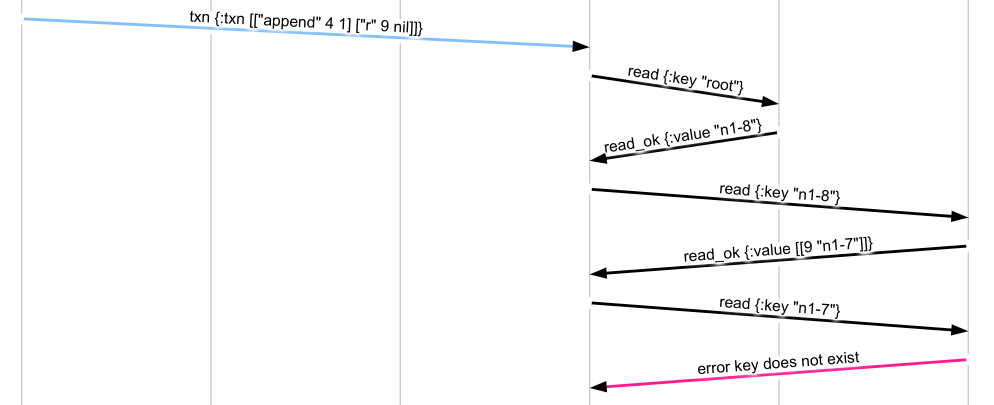 txn {:txn [["append" 4 1] ["r" 9 nil]]}
read {:key "root"}
read_ok {:value "n1-8"}
read {:key "n1-8"}
read_ok {:value [[9 "n1-7"]]}
read {:key "n1-7"}
error key does not exist